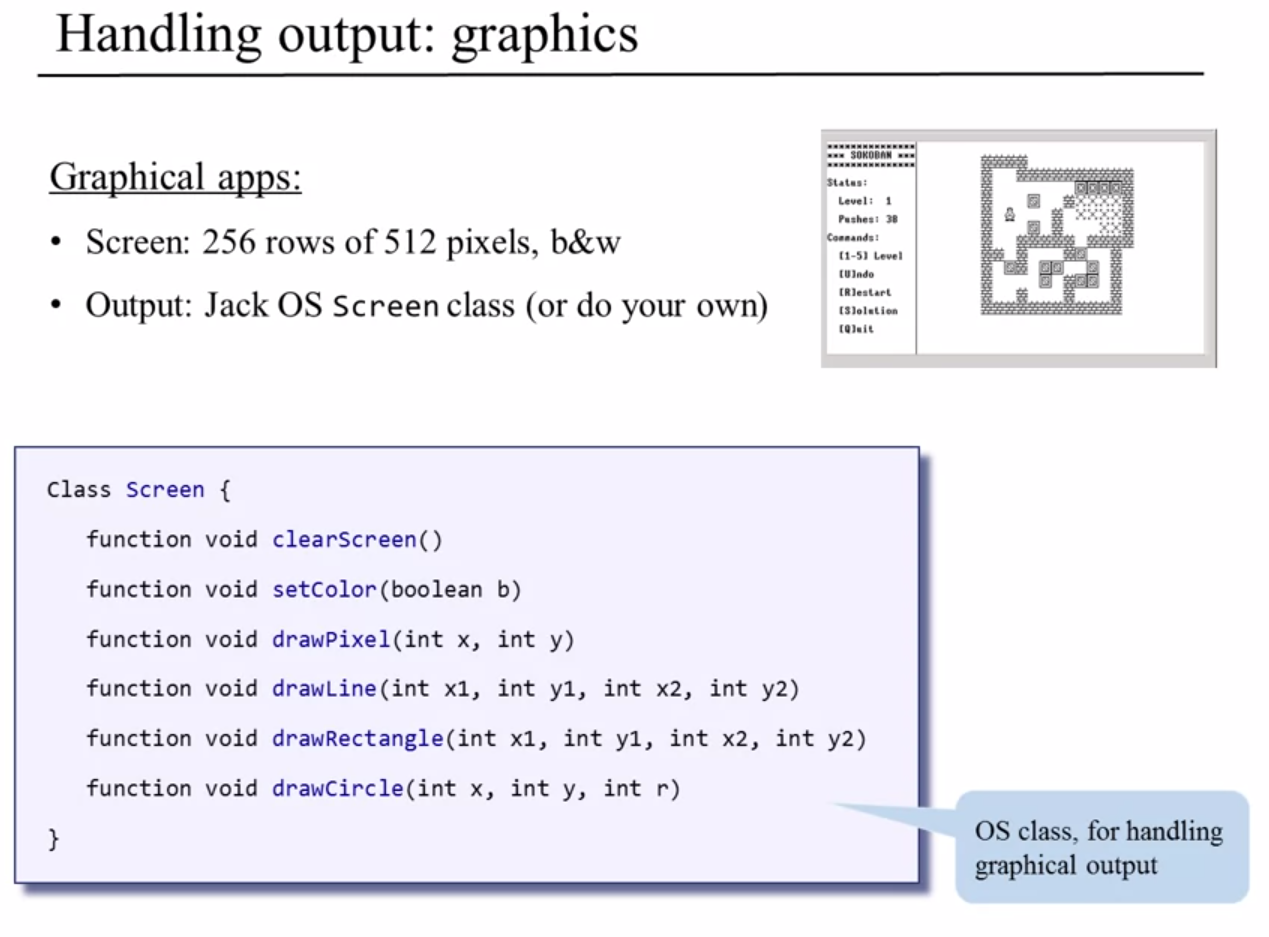 Handling output: graphics
Graphical apps:
• Screen: 256 rows of 512 pixels, b&w
• Output: Jack OS Screen class (or do your own)
*** SOKOBAN ***
Status:
Level: 1
Pushes: 38
Commands:
[1-5] Level
[U]ndo
[R]estart
[S]olution
[Q]uit
Class Screen {
function void clearScreen()
function void setColor(boolean b)
function void drawPixel(int x, int y)
function void drawLine(int x1, int y1, int x2, int y2)
function void drawRectangle(int x1, int y1, int x2, int y2)
function void drawCircle(int x, int y, int r)
}
OS class, for handling
graphical output